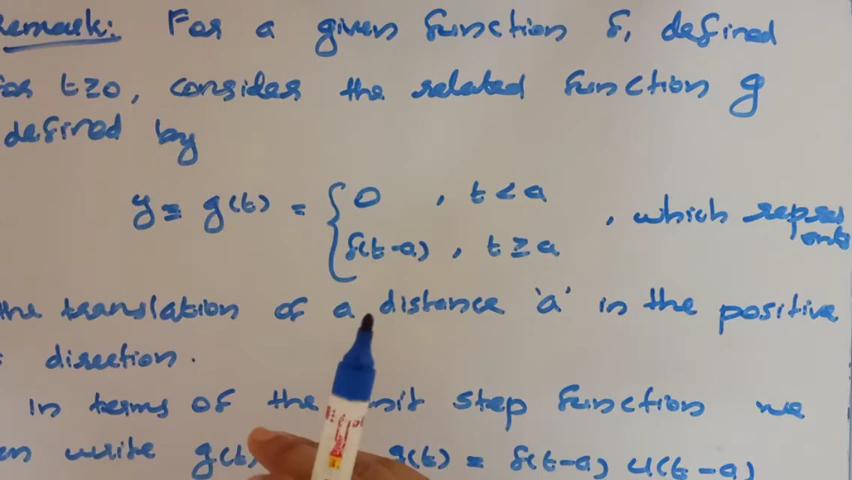 Remark: For a given function f, defined
for t≥0, consider the related function g
defined by
y = g(t) = { 0 , t < a
f(t-a) , t ≥ a , which represents
the translation of a distance 'a' in the positive
direction.
In terms of the unit step function we
can write g(t) g(t) = f(t-a) u(t-a)